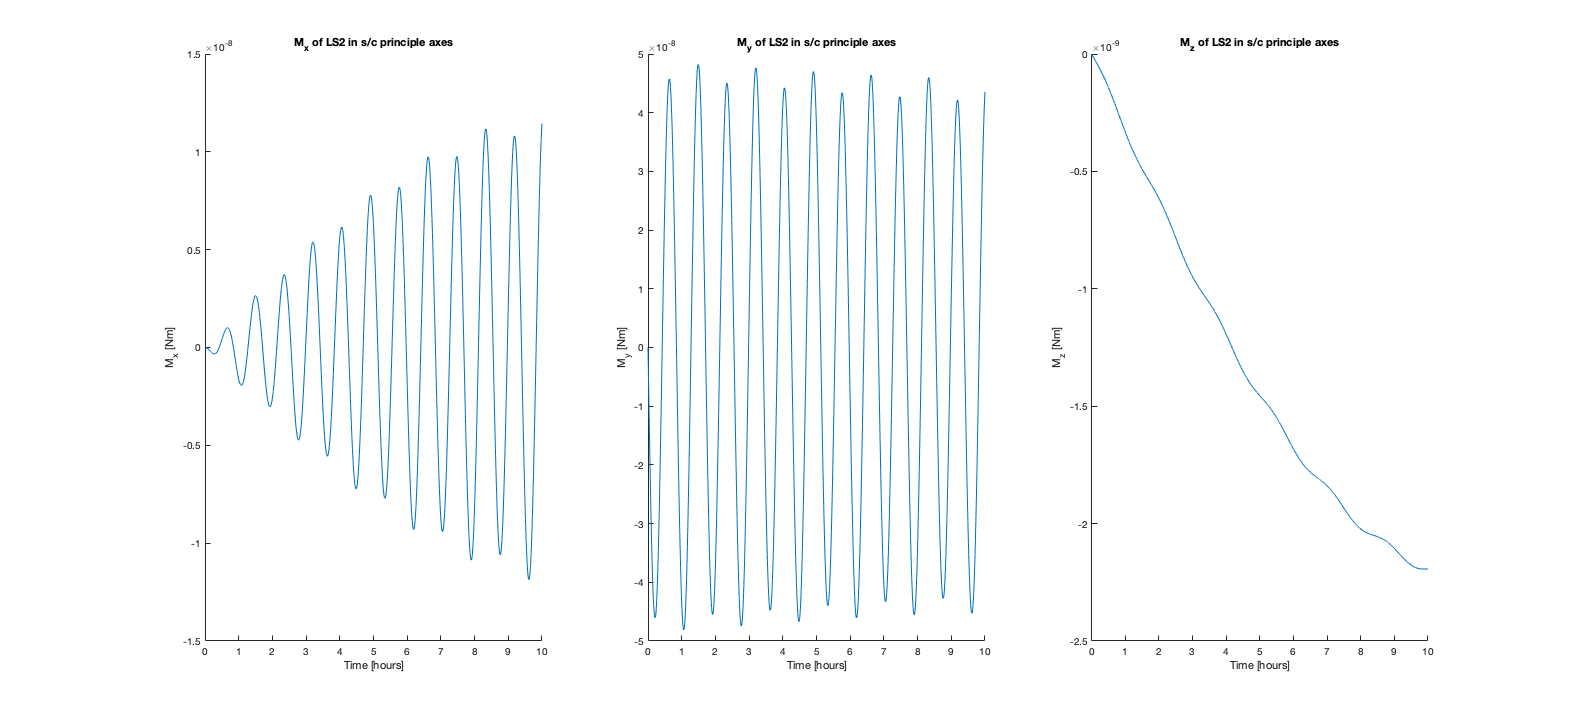 M_x of LS2 in s/c principle axes
×10^-8
1.5
1
0.5
0
-0.5
-1
-1.5
M_x [Nm]
0 1 2 3 4 5 6 7 8 9 10
Time [hours]
M_y of LS2 in s/c principle axes
×10^-8
5
4
3
2
1
0
-1
-2
-3
-4
-5
M_y [Nm]
0 1 2 3 4 5 6 7 8 9 10
Time [hours]
M_z of LS2 in s/c principle axes
×10^-9
0
-0.5
-1
-1.5
-2
-2.5
M_z [Nm]
0 1 2 3 4 5 6 7 8 9 10
Time [hours]